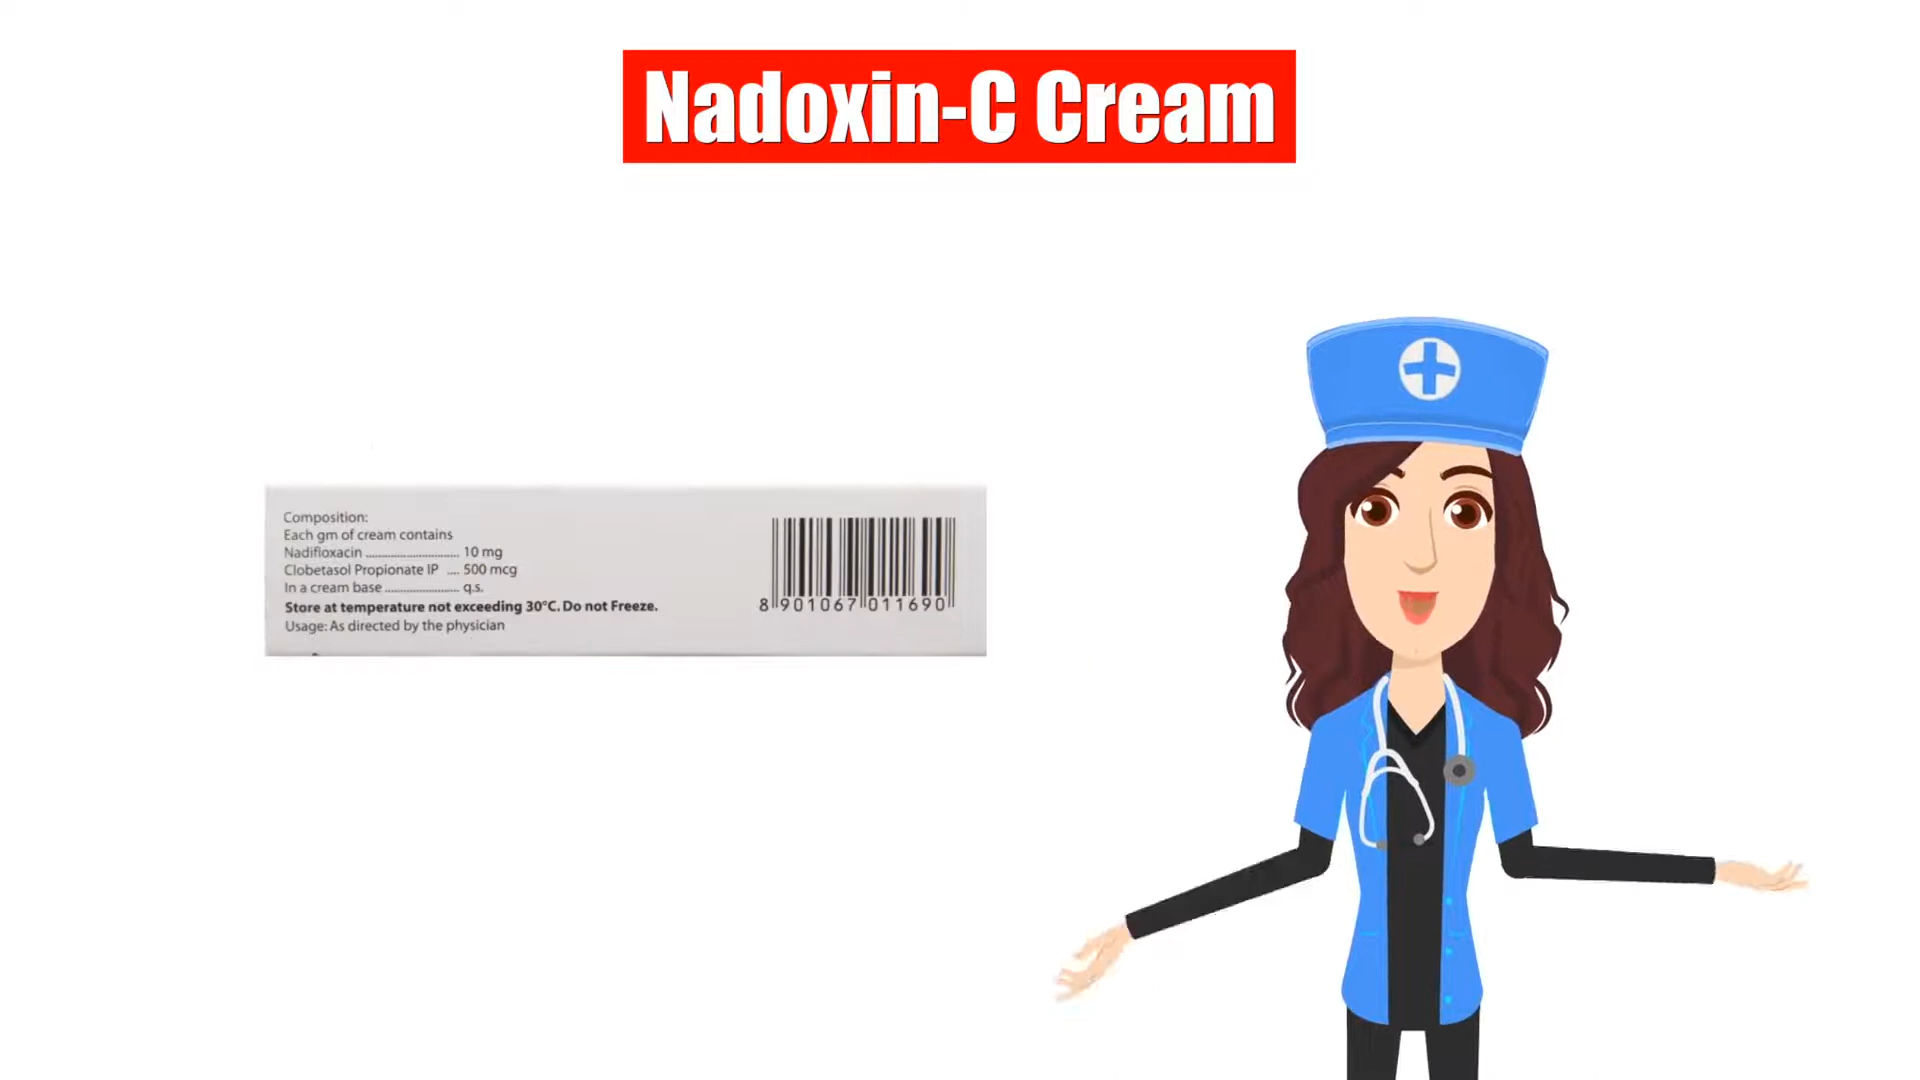 Nadoxin-C Cream
Composition:
Each gm of cream contains
Nadifloxacin .............................. 10 mg
Clobetasol Propionate IP .... 500 mcg
In a cream base ......................... q.s.
Store at temperature not exceeding 30°C. Do not Freeze.
Usage: As directed by the physician
8 901067 011690